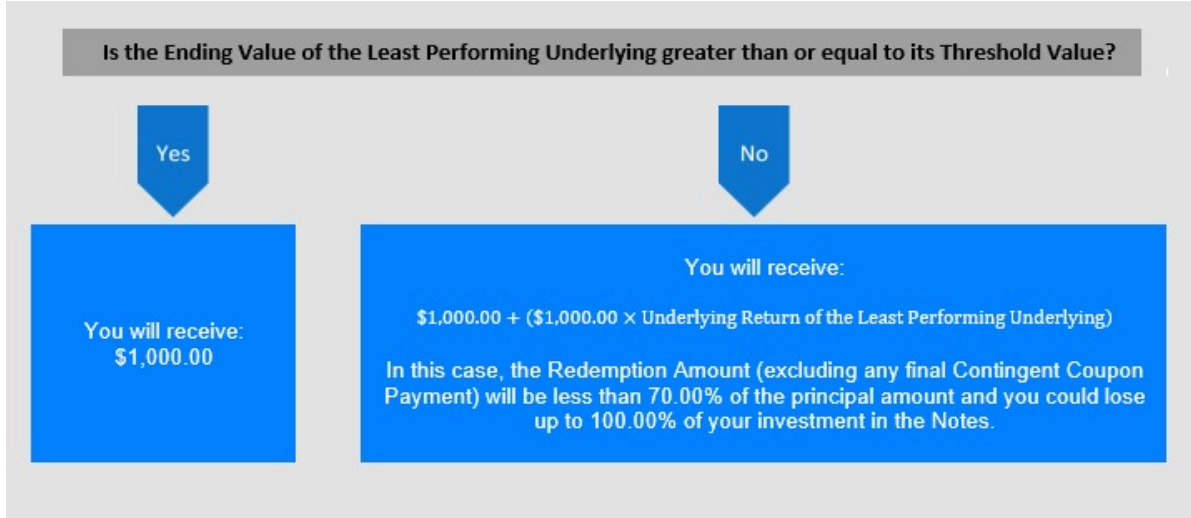 Is the Ending Value of the Least Performing Underlying greater than or equal to its Threshold Value?
Yes
No
You will receive:
$1,000.00
You will receive:
$1,000.00 + ($1,000.00 × Underlying Return of the Least Performing Underlying)
In this case, the Redemption Amount (excluding any final Contingent Coupon
Payment) will be less than 70.00% of the principal amount and you could lose
up to 100.00% of your investment in the Notes.